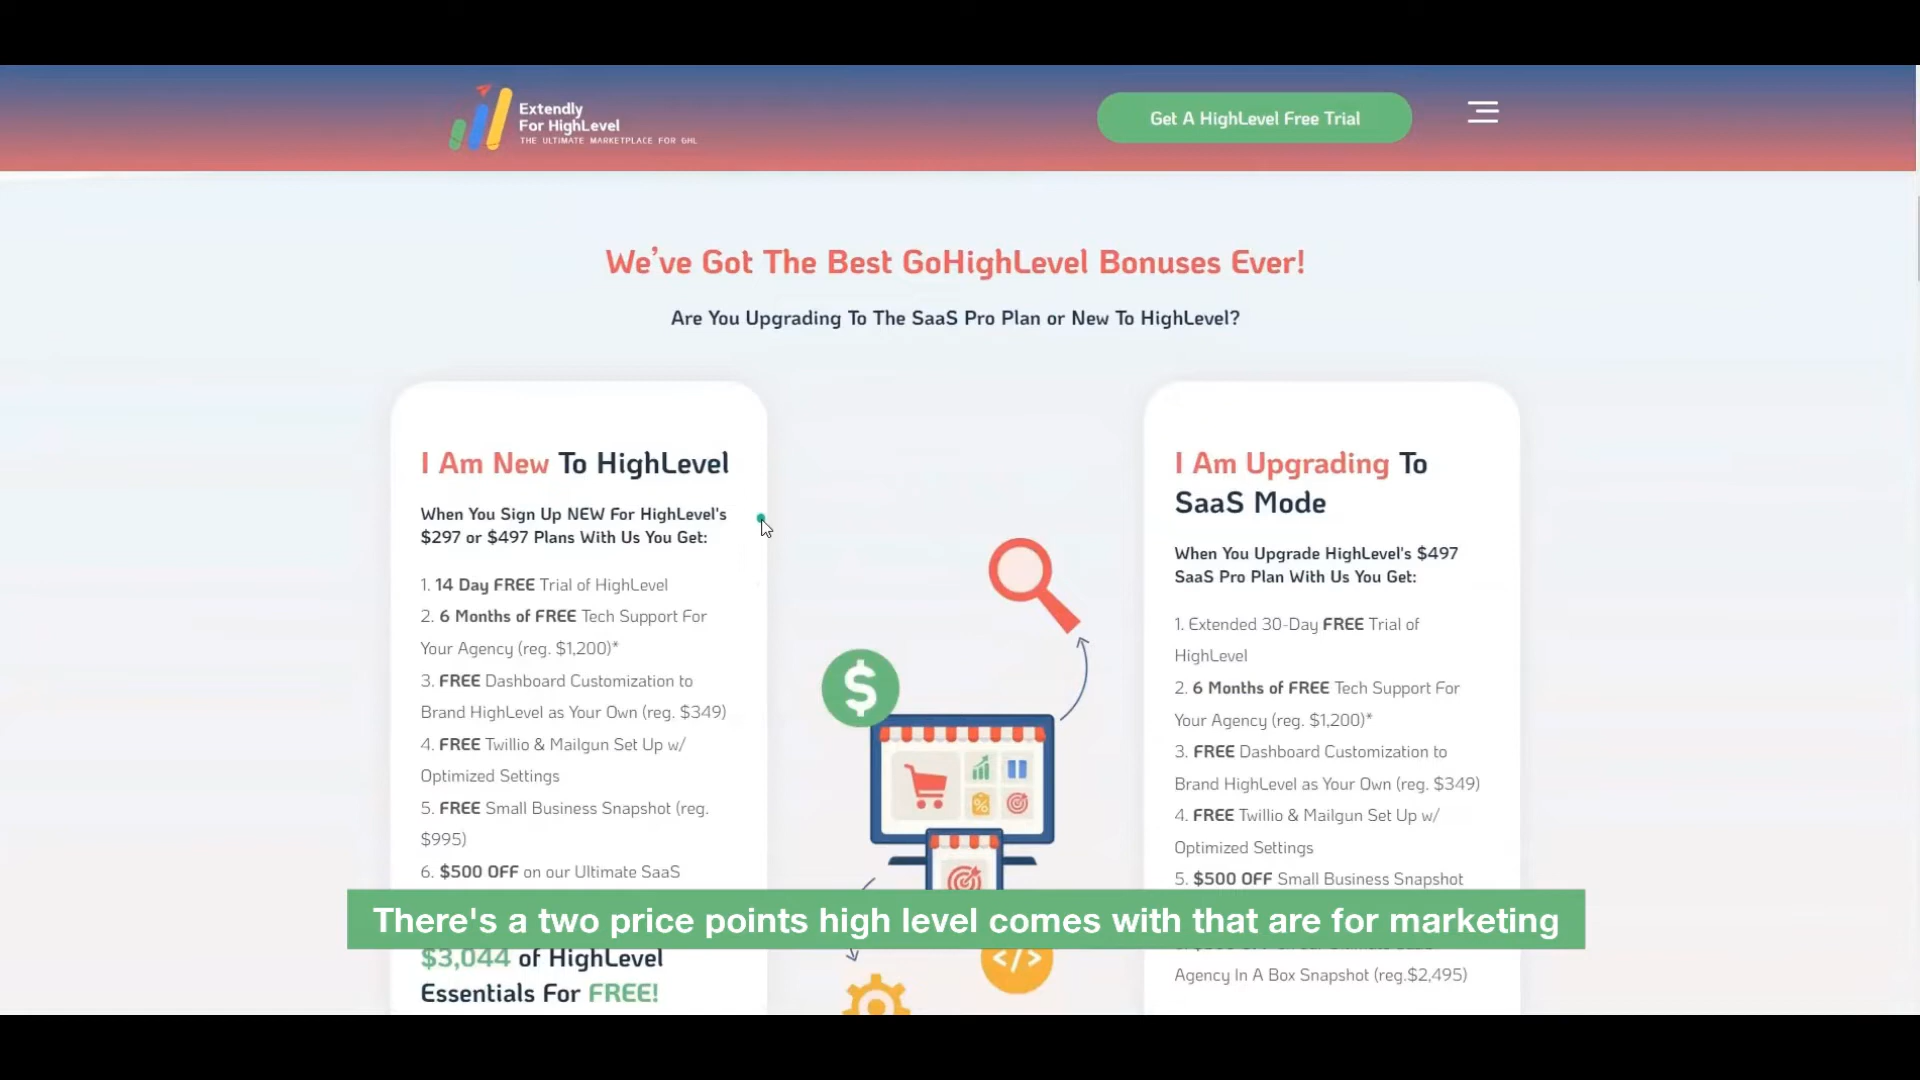 Extendly
For HighLevel
THE ULTIMATE MARKETPLACE FOR GHL
Get A HighLevel Free Trial
We've Got The Best GoHighLevel Bonuses Ever!
Are You Upgrading To The SaaS Pro Plan or New To HighLevel?
I Am New To HighLevel
When You Sign Up NEW For HighLevel's
$297 or $497 Plans With Us You Get:
1. 14 Day FREE Trial of HighLevel
2. 6 Months of FREE Tech Support For
Your Agency (reg. $1,200)*
3. FREE Dashboard Customization to
Brand HighLevel as Your Own (reg. $349)
4. FREE Twillio & Mailgun Set Up w/
Optimized Settings
5. FREE Small Business Snapshot (reg.
$995)
6. $500 OFF on our Ultimate SaaS
$3,044 of HighLevel
Essentials For FREE!
$
%
</>
I Am Upgrading To
SaaS Mode
When You Upgrade HighLevel's $497
SaaS Pro Plan With Us You Get:
1. Extended 30-Day FREE Trial of
HighLevel
2. 6 Months of FREE Tech Support For
Your Agency (reg. $1,200)*
3. FREE Dashboard Customization to
Brand HighLevel as Your Own (reg. $349)
4. FREE Twillio & Mailgun Set Up w/
Optimized Settings
5. $500 OFF Small Business Snapshot
Agency In A Box Snapshot (reg.$2,495)
There's a two price points high level comes with that are for marketing